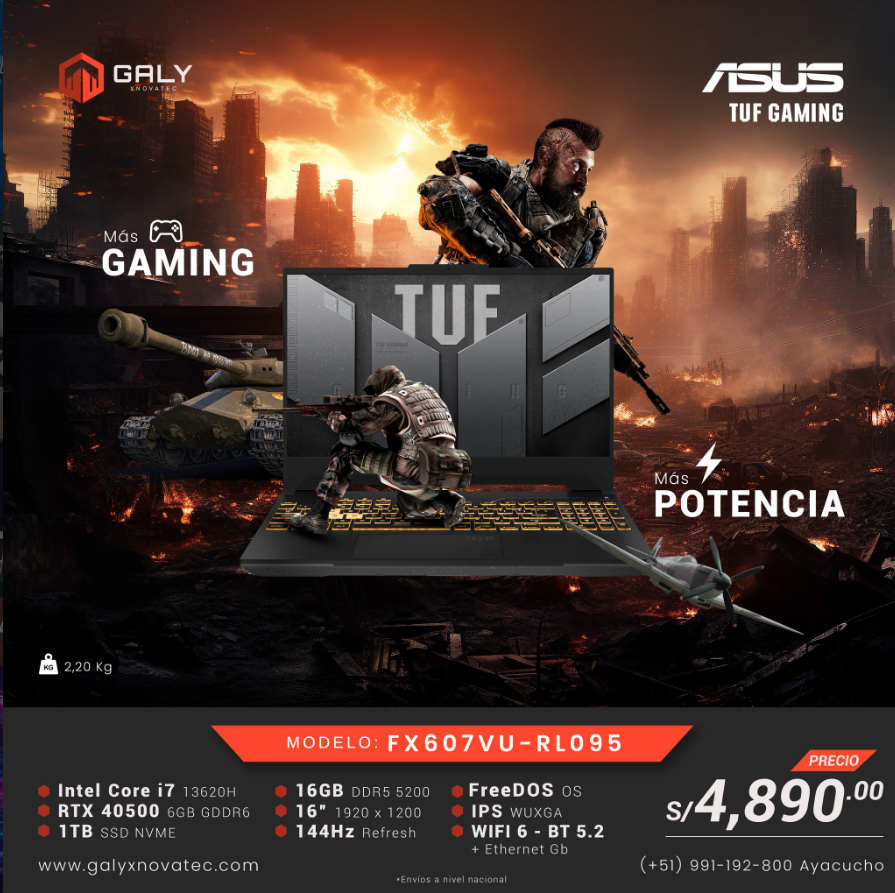 GALY
XNOVATEC
ASUS
TUF GAMING
Más
GAMING
TUF
Más
POTENCIA
KG 2,20 Kg
MODELO: FX607VU-RL095
Intel Core i7 13620H
RTX 40500 6GB GDDR6
1TB SSD NVME
16GB DDR5 5200
16" 1920 x 1200
144Hz Refresh
FreeDOS OS
IPS WUXGA
WIFI 6 - BT 5.2
+ Ethernet Gb
PRECIO
S/4,890.00
www.galyxnovatec.com
*Envíos a nivel nacional
(+51) 991-192-800 Ayacucho